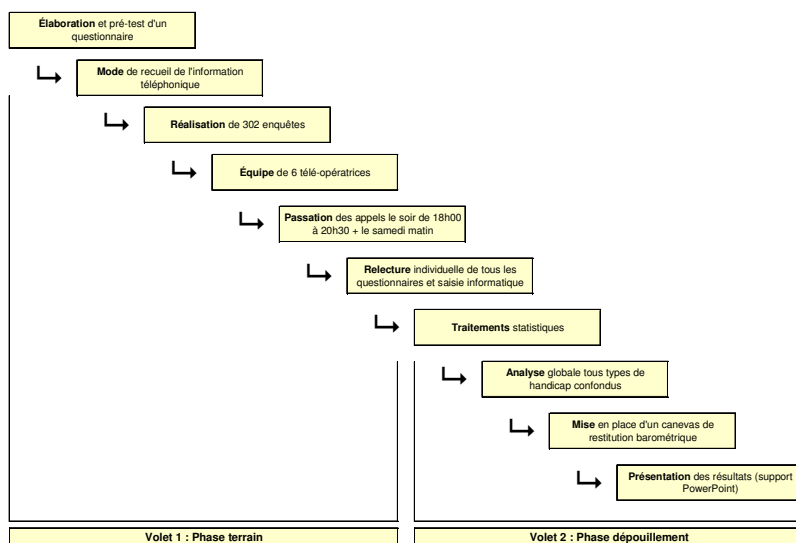 Élaboration et pré-test d'un
questionnaire
Mode de recueil de l'information
téléphonique
Réalisation de 302 enquêtes
Équipe de 6 télé-opératrices
Passation des appels le soir de 18h00
à 20h30 + le samedi matin
Relecture individuelle de tous les
questionnaires et saisie informatique
Traitements statistiques
Analyse globale tous types de
handicap confondus
Mise en place d'un canevas de
restitution barométrique
Présentation des résultats (support
PowerPoint)
Volet 1 : Phase terrain
Volet 2 : Phase dépouillement